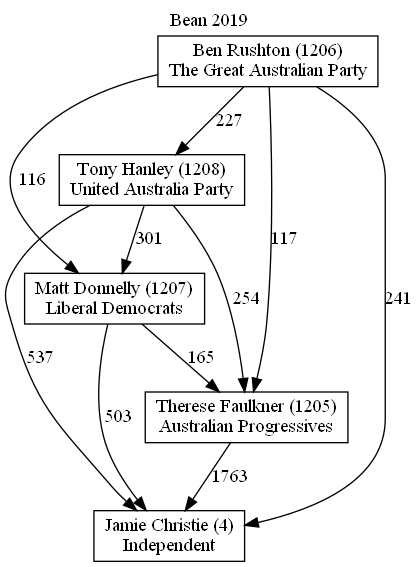 Bean 2019
Ben Rushton (1206)
The Great Australian Party
227
Tony Hanley (1208)
United Australia Party
116
301
117
Matt Donnelly (1207)
Liberal Democrats
254
241
537
165
Therese Faulkner (1205)
Australian Progressives
503
1763
Jamie Christie (4)
Independent